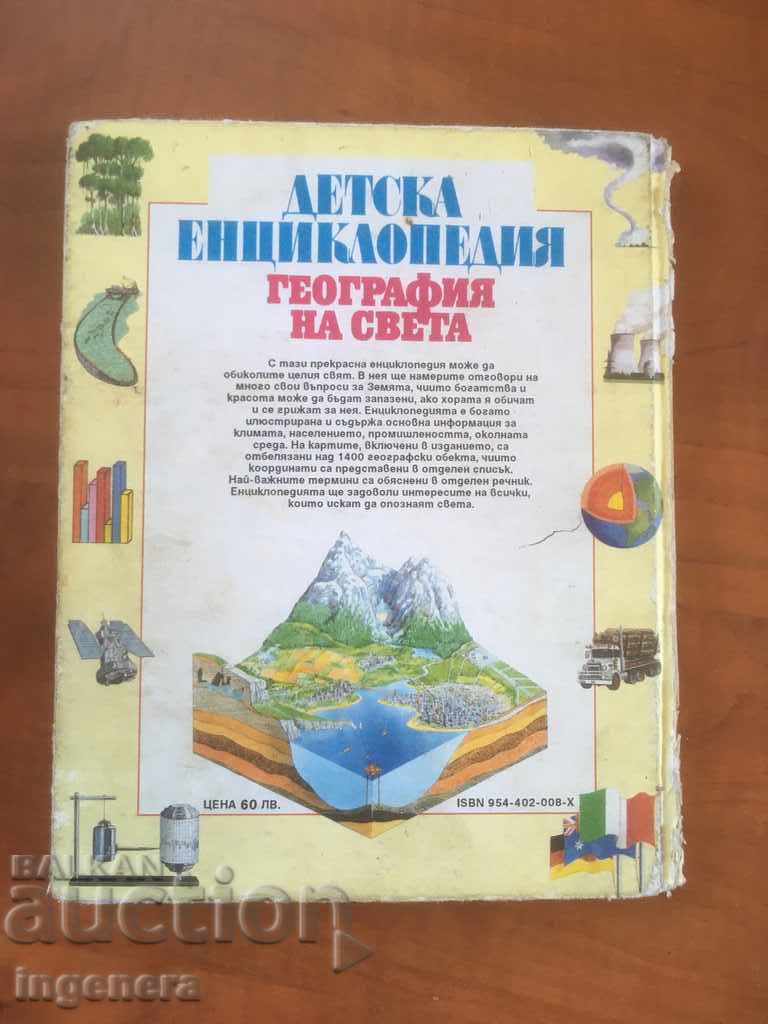 ДЕТСКА
ЕНЦИКЛОПЕДИЯ
ГЕОГРАФИЯ
НА СВЕТА
С тази прекрасна енциклопедия може да
обиколите целия свят. В нея ще намерите отговори на
много свои въпроси за Земята, чиито богатства и
красота може да бъдат запазени, ако хората я обичат
и се грижат за нея. Енциклопедията е богато
илюстрирана и съдържа основна информация за
климата, населението, промишлеността, околната
среда. На картите, включени в изданието, са
отбелязани над 1400 географски обекта, чиито
координати са представени в отделен списък.
Най-важните термини са обяснени в отделен речник.
Енциклопедията ще задоволи интересите на всички,
които искат да опознаят света.
ЦЕНА 60 ЛВ.
ISBN 954-402-008-X
BALKAN
auction
ingenera